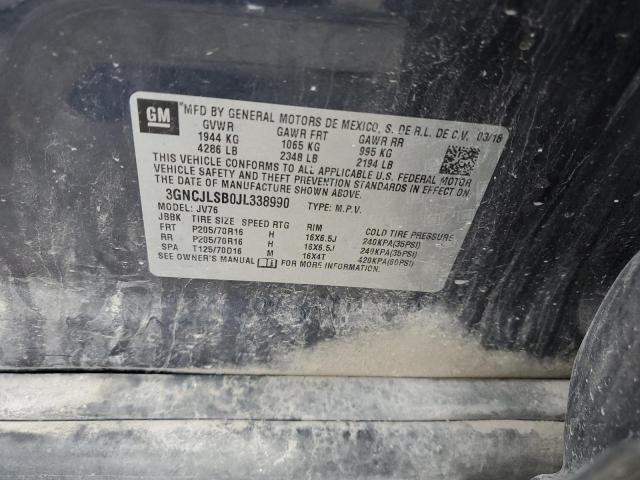 GM MFD BY GENERAL MOTORS DE MEXICO, S. DE R.L. DE C.V. 03/18
GVWR GAWR FRT GAWR RR
1944 KG 1065 KG 995 KG
4286 LB 2348 LB 2194 LB
THIS VEHICLE CONFORMS TO ALL APPLICABLE U.S. FEDERAL MOTOR
VEHICLE SAFETY AND THEFT PREVENTION STANDARDS IN EFFECT ON
THE DATE OF MANUFACTURE SHOWN ABOVE.
3GNCJLSB0JL338990 TYPE: M.P.V.
MODEL: JV76
JBBK TIRE SIZE SPEED RTG RIM COLD TIRE PRESSURE
FRT P205/70R16 H 16X6.5J 240KPA(35PSI)
RR P205/70R16 H 16X6.5J 240KPA(35PSI)
SPA T125/70D16 M 16X4T 420KPA(60PSI)
SEE OWNER'S MANUAL i FOR MORE INFORMATION.